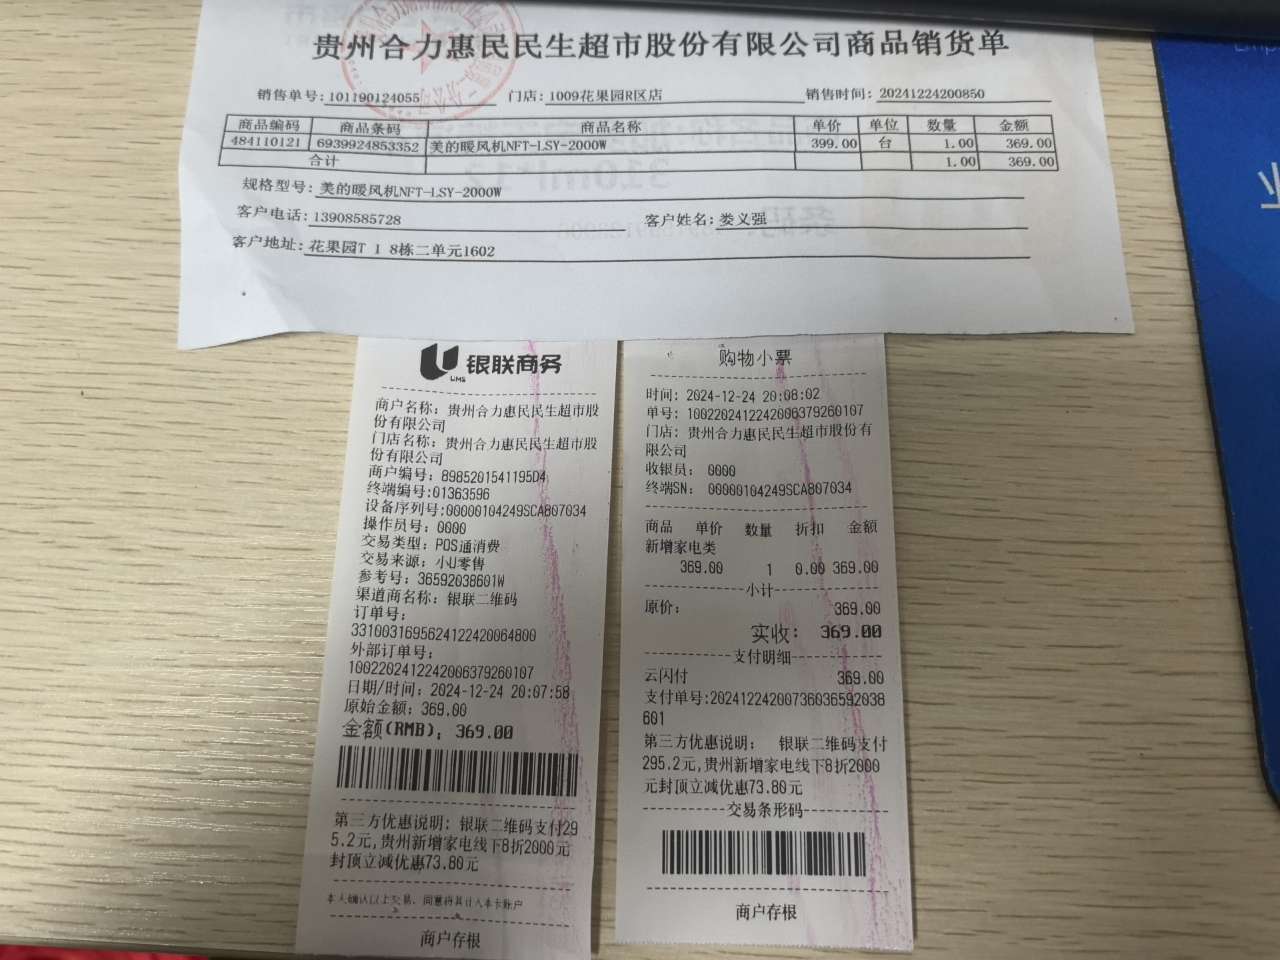 贵州合力惠民民生超市股份有限公司商品销货单
销售单号: 101190124055 门店: 1009花果园R区店 销售时间: 20241224200850
商品编码 商品条码 商品名称 单价 单位 数量 金额
484110121 6939924853352 美的暖风机NFT-LSY-2000W 399.00 台 1.00 369.00
合计 1.00 369.00
规格型号: 美的暖风机NFT-LSY-2000W
客户电话: 13908585728 客户姓名: 娄义强
客户地址: 花果园T 1 8栋二单元1602
UMS 银联商务
商户名称: 贵州合力惠民民生超市股
份有限公司
门店名称: 贵州合力惠民民生超市股
份有限公司
商户编号: 8985201541195D4
终端编号:01363596
设备序列号:00000104249SCA807034
操作员号: 0000
交易类型: POS通消费
交易来源: 小U零售
参考号: 36592038601W
渠道商名称: 银联二维码
订单号:
3310031695624122420064800
外部订单号:
10022024122420063792​60107
日期/时间: 2024-12-24 20:07:58
原始金额: 369.00
金额(RMB): 369.00
第三方优惠说明: 银联二维码支付29
5.2元,贵州新增家电线下8折2000元
封顶立减优惠73.80元
本人确认以上交易、同意将其计入本卡账户
商户存根
购物小票
时间: 2024-12-24 20:08:02
单号: 1002202412242006379260107
门店: 贵州合力惠民民生超市股份有
限公司
收银员: 0000
终端SN: 00000104249SCA807034
商品 单价 数量 折扣 金额
新增家电类
369.00 1 0.00 369.00
小计
原价: 369.00
实收: 369.00
支付明细
云闪付 369.00
支付单号:20241224200736036592038
601
第三方优惠说明: 银联二维码支付
295.2元,贵州新增家电线下8折2000
元封顶立减优惠73.80元
交易条形码
商户存根